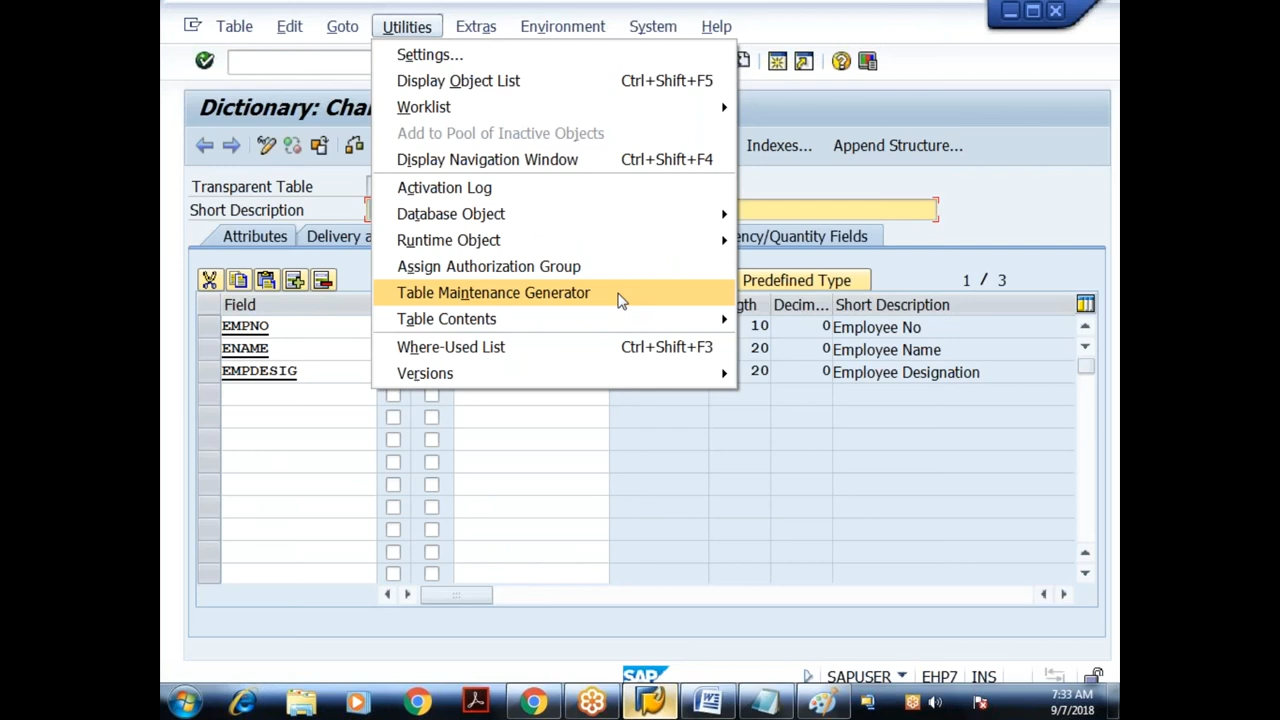 Table Edit Goto Utilities Extras Environment System Help
Settings...
Display Object List Ctrl+Shift+F5
Worklist
Add to Pool of Inactive Objects
Display Navigation Window Ctrl+Shift+F4
Activation Log
Database Object
Runtime Object
Assign Authorization Group
Table Maintenance Generator
Table Contents
Where-Used List Ctrl+Shift+F3
Versions
Dictionary: Cha
Indexes... Append Structure...
Transparent Table
Short Description
Attributes Delivery a ency/Quantity Fields
Predefined Type 1 / 3
Field gth Decim... Short Description
EMPNO 10 0 Employee No
ENAME 20 0 Employee Name
EMPDESIG 20 0 Employee Designation
SAP SAPUSER EHP7 INS
7:33 AM
9/7/2018